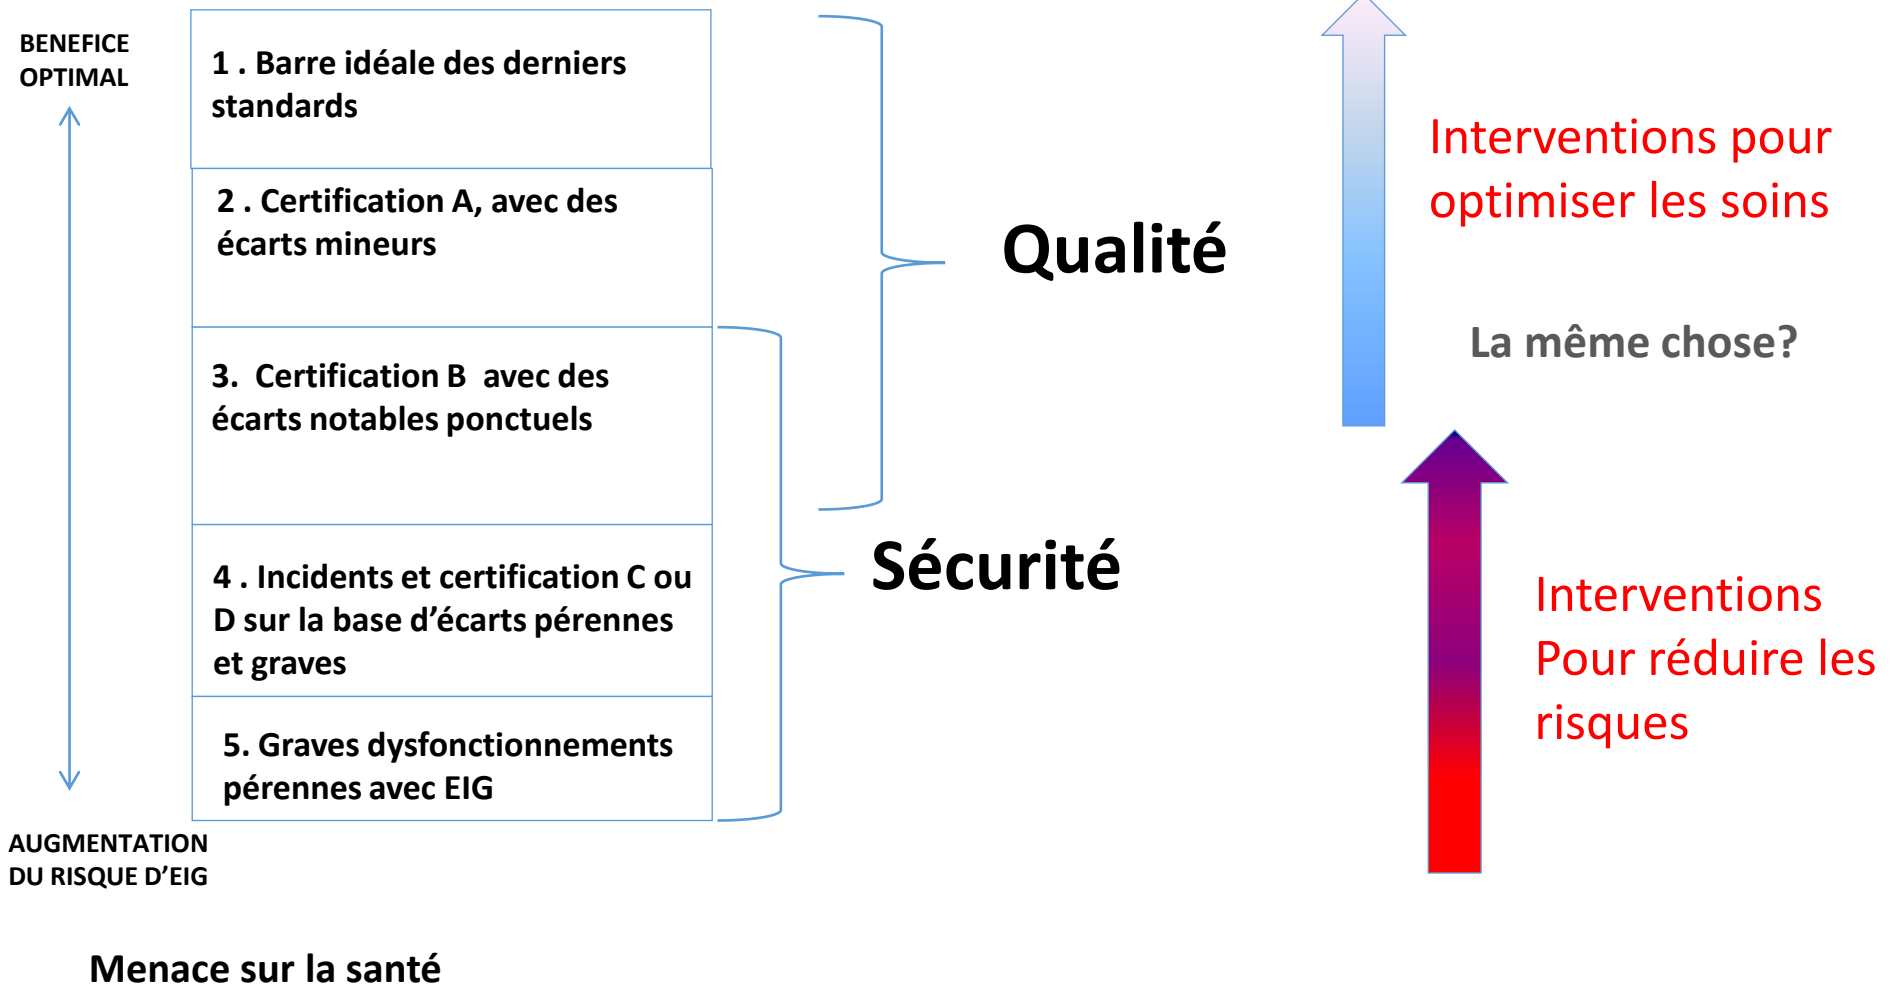 BENEFICE
OPTIMAL
1 . Barre idéale des derniers
standards
2 . Certification A, avec des
écarts mineurs
3.  Certification B  avec des
écarts notables ponctuels
4 . Incidents et certification C ou
D sur la base d’écarts pérennes
et graves
5. Graves dysfonctionnements
pérennes avec EIG
AUGMENTATION
DU RISQUE D’EIG
Menace sur la santé
Qualité
Sécurité
Interventions pour
optimiser les soins
La même chose?
Interventions
Pour réduire les
risques